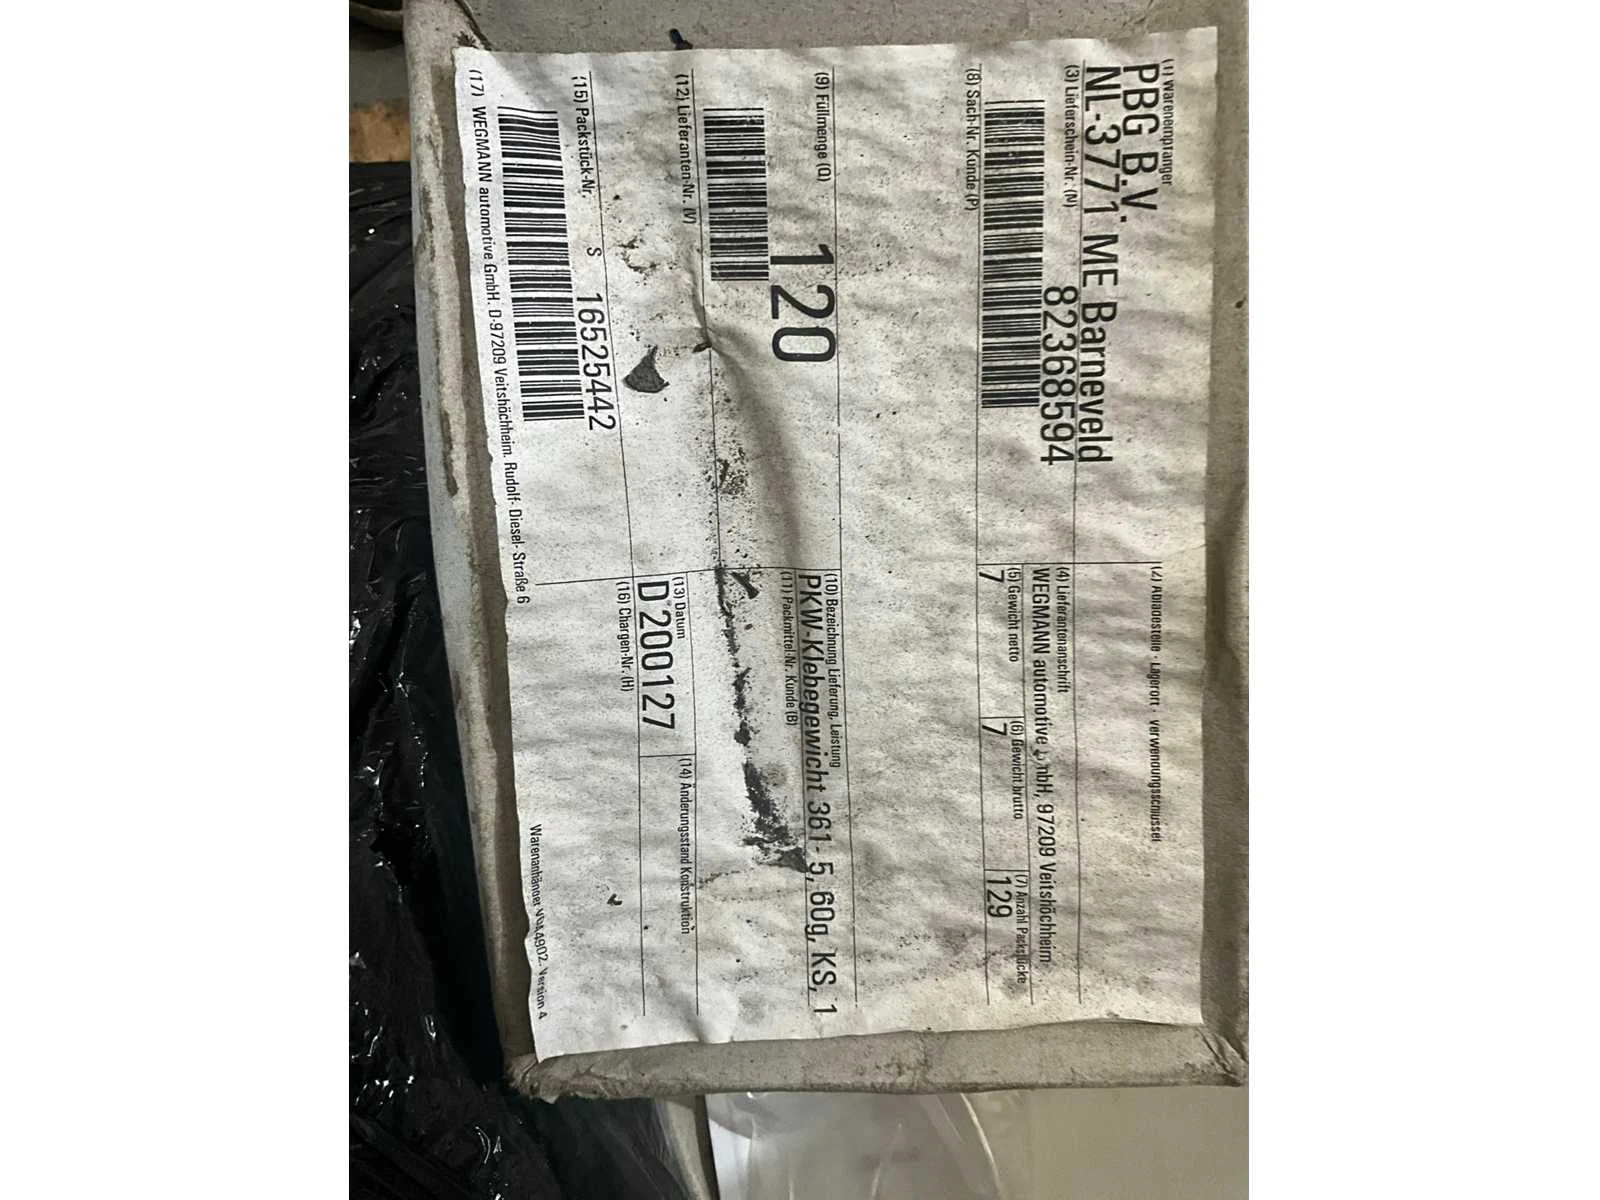 (1) Warenempfänger
PBG B.V.
NL-3771 ME Barneveld
(2) Abladestelle - Lagerort - Verwendungsschlüssel
(3) Lieferschein-Nr. (N)
82368594
(4) Lieferantenanschrift
WEGMANN automotive GmbH, 97209 Veitshöchheim
(5) Gewicht netto
7
(6) Gewicht brutto
7
(7) Anzahl Packstücke
129
(8) Sach-Nr. Kunde (P)
(9) Füllmenge (Q)
120
(10) Bezeichnung Lieferung, Leistung
PKW-Klebegewicht 361- 5, 60g, KS, 1
(11) Packmittel-Nr. Kunde (B)
(12) Lieferanten-Nr. (V)
(13) Datum
D 200127
(14) Änderungsstand Konstruktion
(15) Packstück-Nr.
S 16525442
(16) Chargen-Nr. (H)
(17) WEGMANN automotive GmbH. D-97209 Veitshöchheim. Rudolf- Diesel- Straße 6
Warenanhänger VDA4902. Version 4